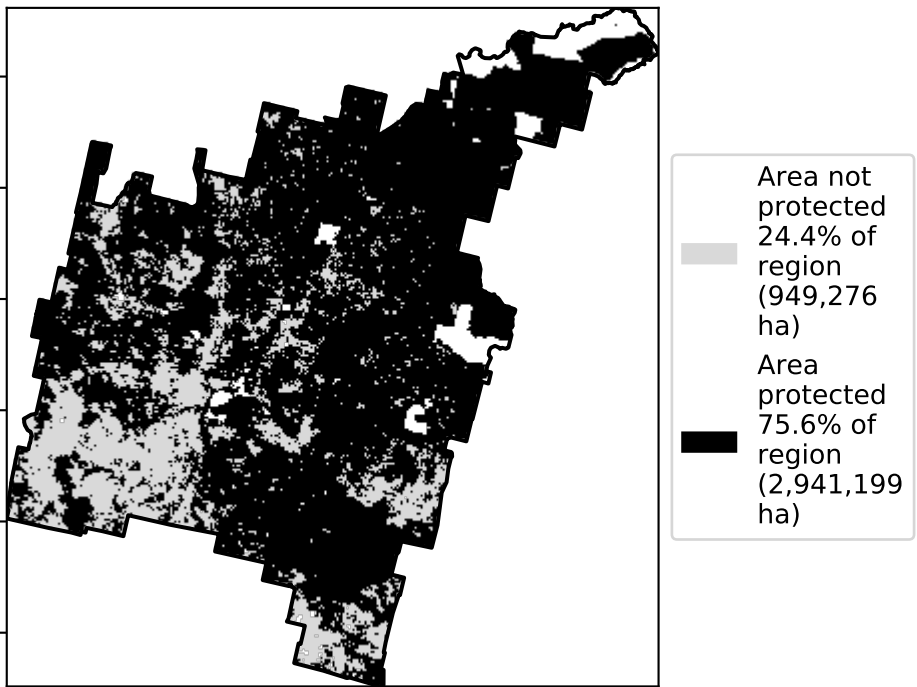 Area not
protected
24.4% of
region
(949,276
ha)
Area
protected
75.6% of
region
(2,941,199
ha)